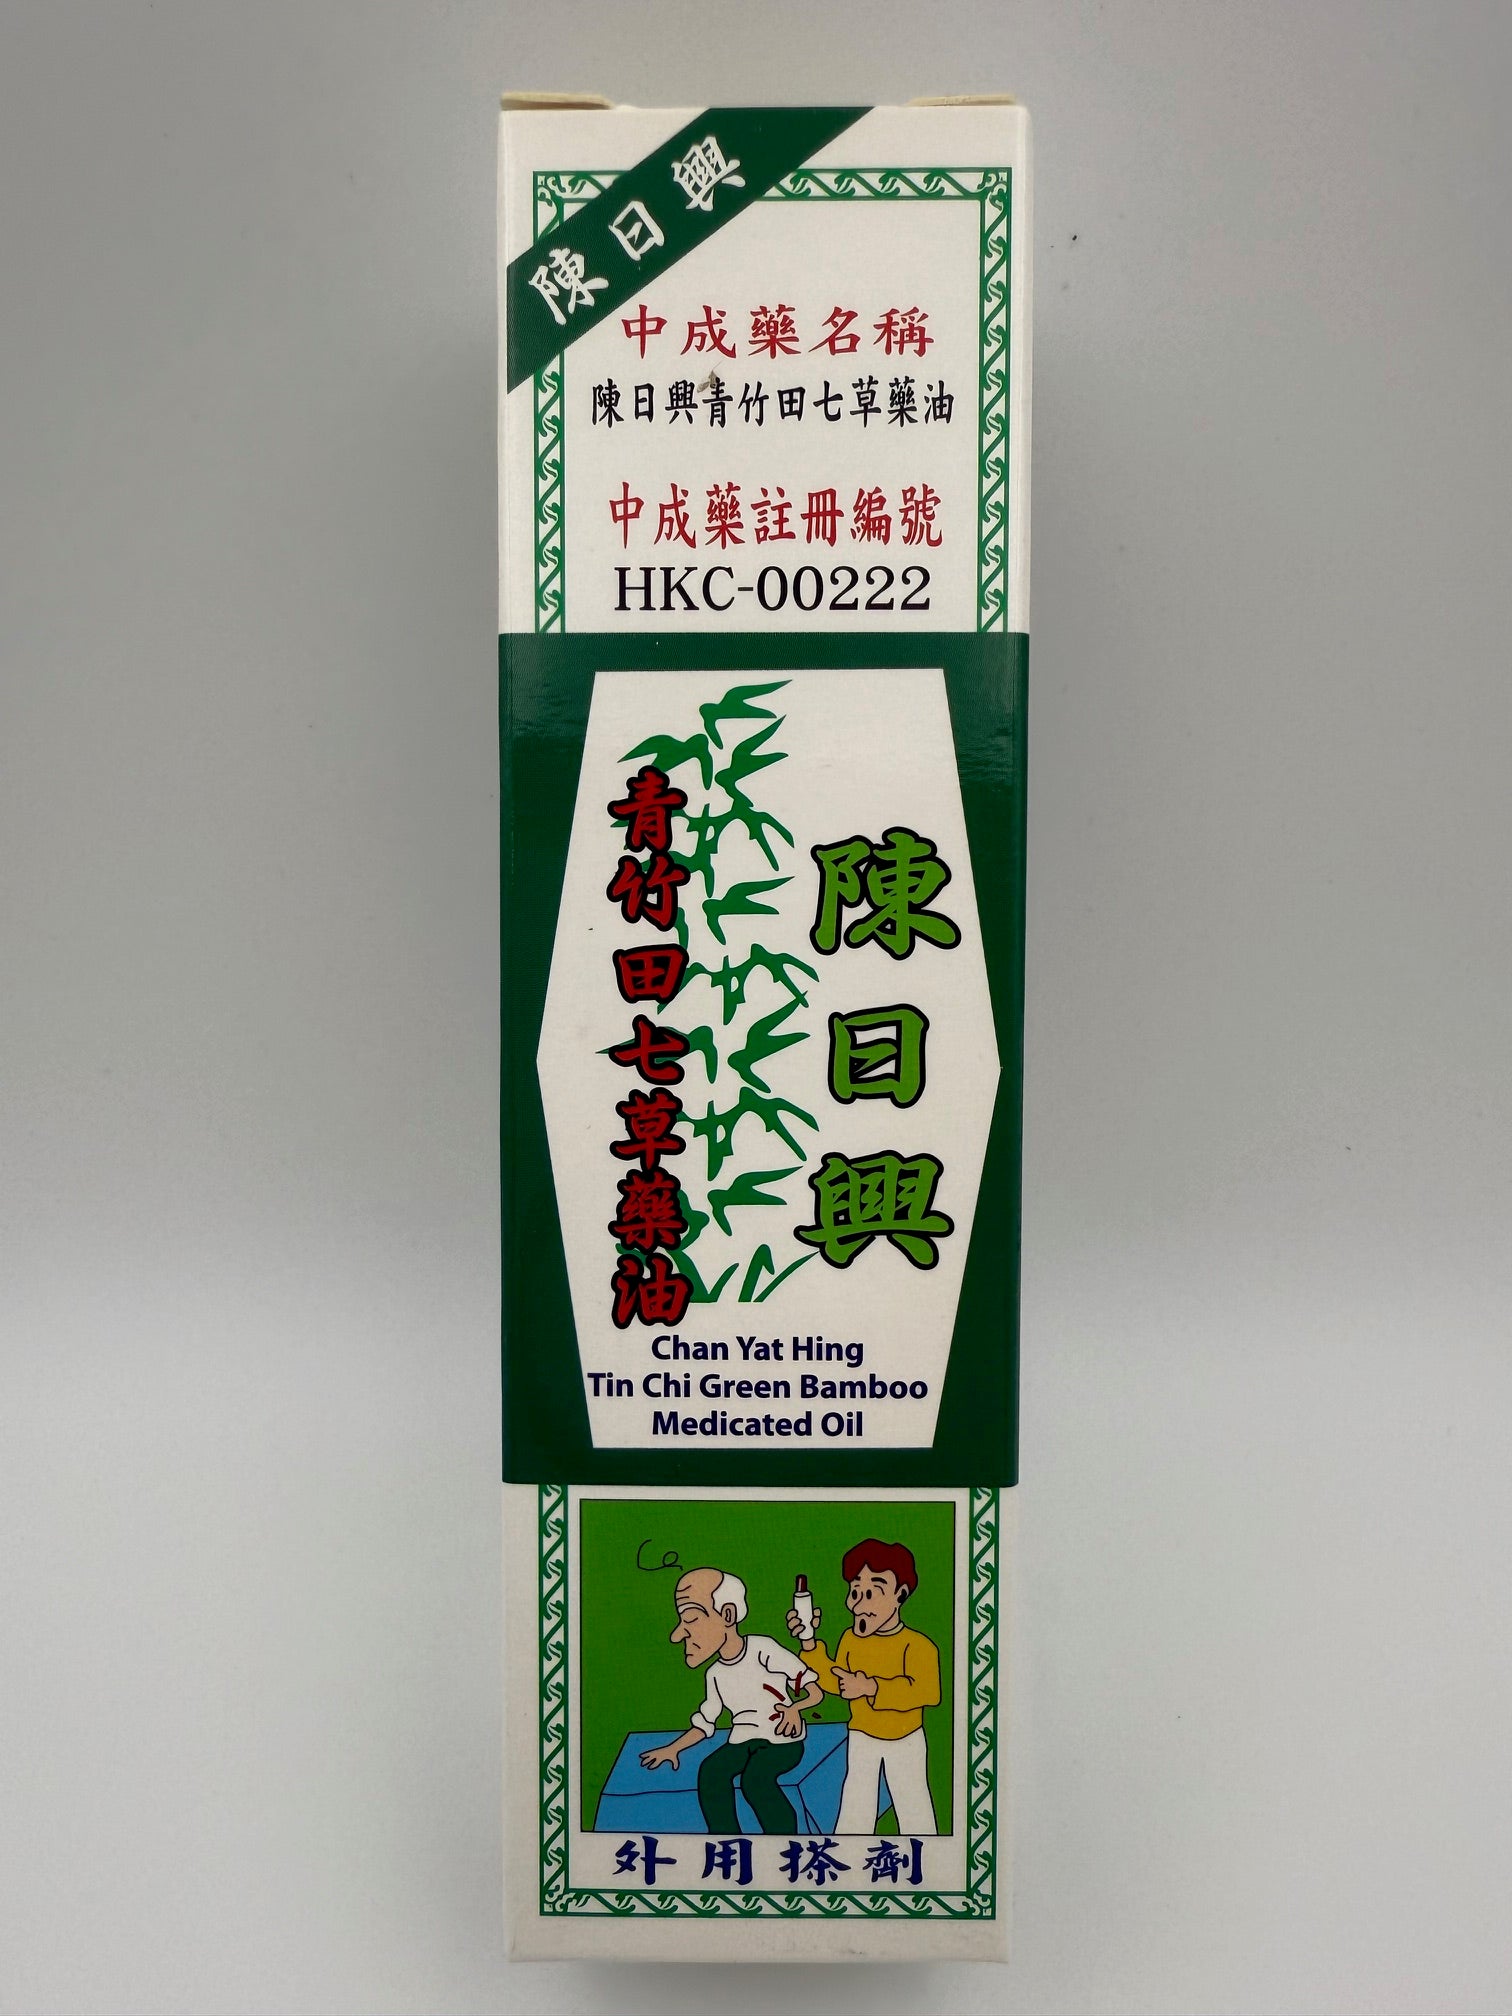 陳日興
中成藥名稱
陳日興青竹田七草藥油
中成藥註冊編號
HKC-00222
陳日興
青竹田七草藥油
Chan Yat Hing
Tin Chi Green Bamboo
Medicated Oil
外用搽劑